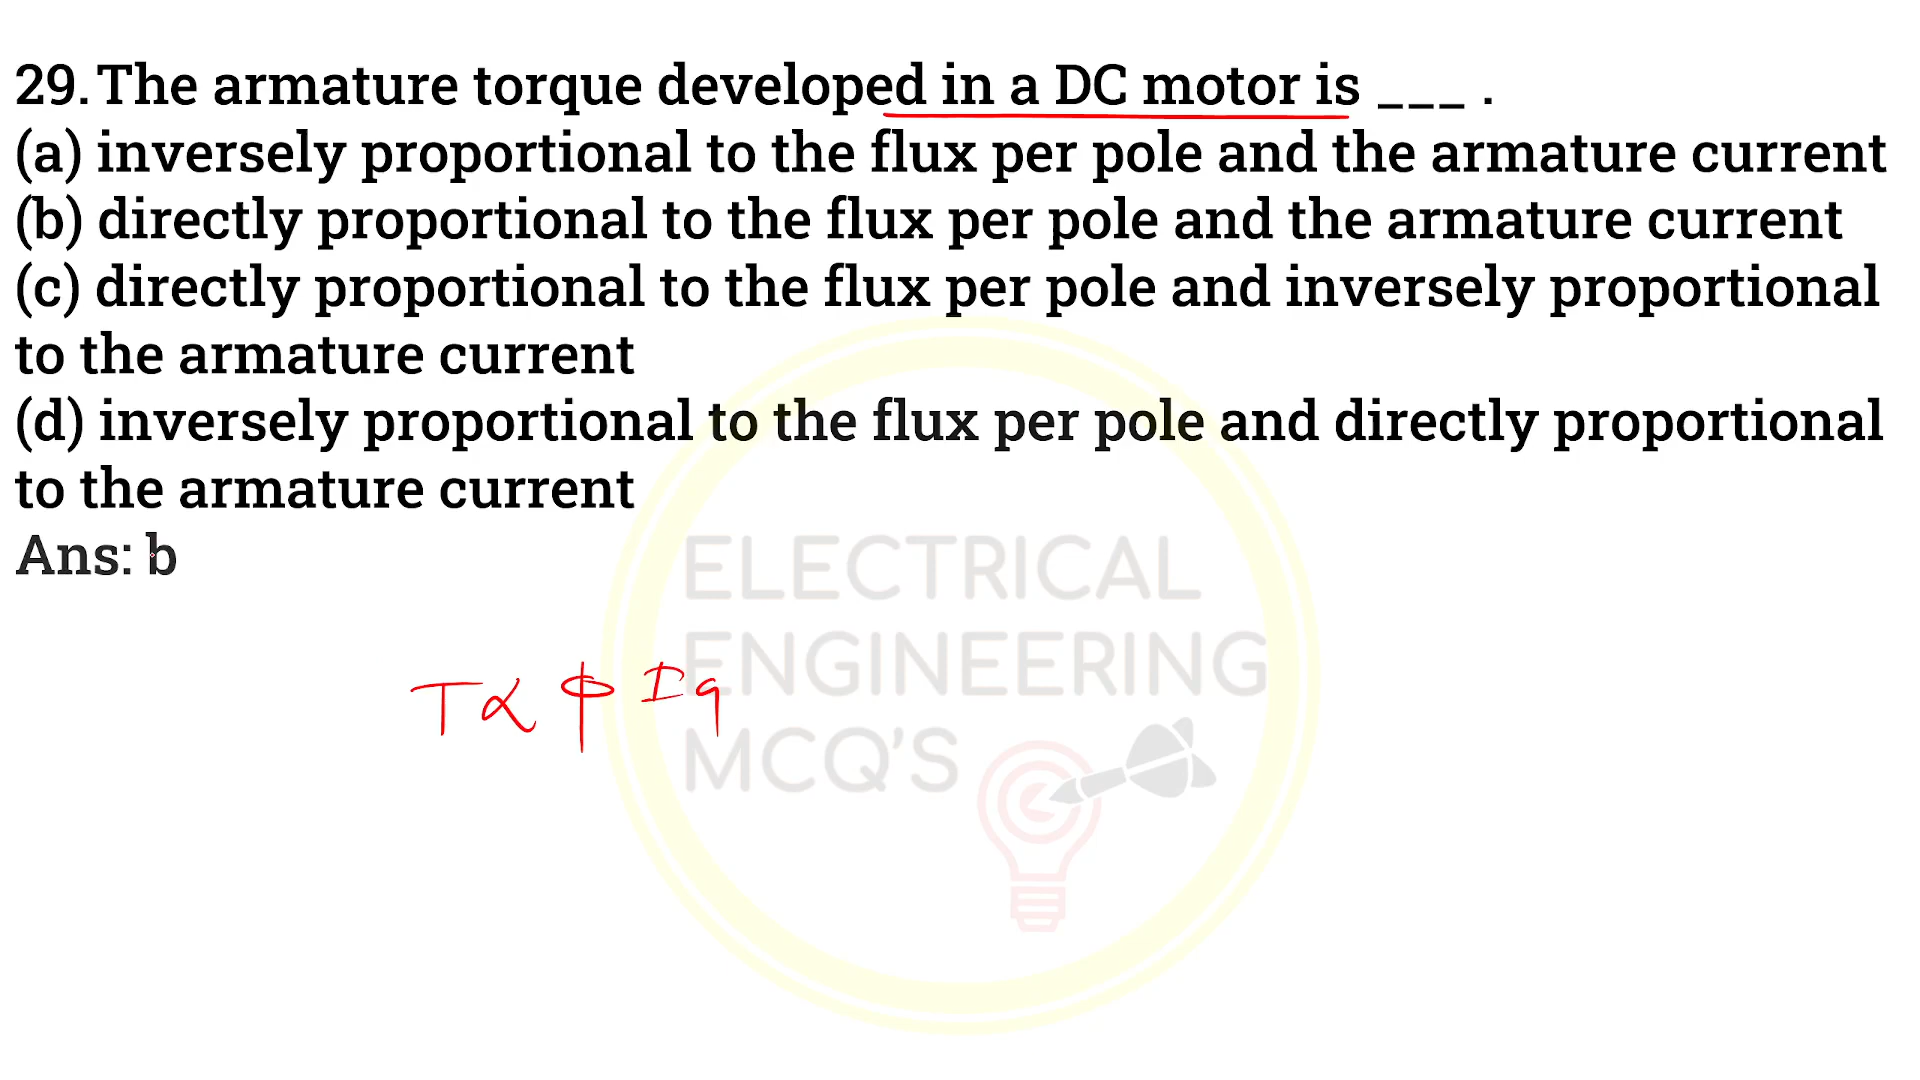 29. The armature torque developed in a DC motor is ___ .
(a) inversely proportional to the flux per pole and the armature current
(b) directly proportional to the flux per pole and the armature current
(c) directly proportional to the flux per pole and inversely proportional
to the armature current
(d) inversely proportional to the flux per pole and directly proportional
to the armature current
Ans: b
ELECTRICAL
ENGINEERING
MCQ'S
T α ϕ Ia